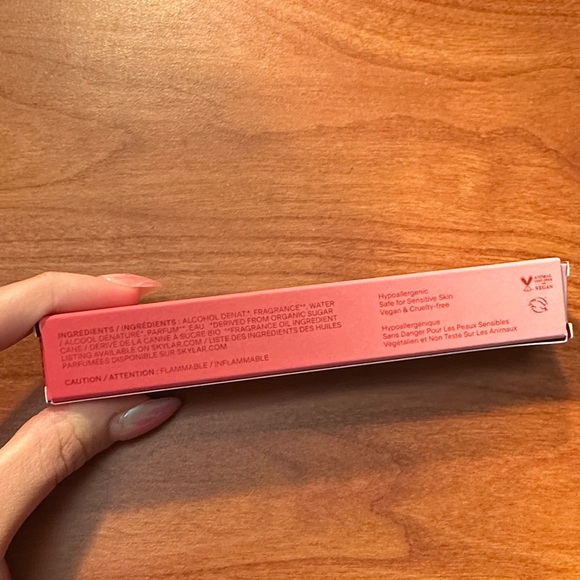 INGREDIENTS / INGRÉDIENTS : ALCOHOL DENAT*, FRAGRANCE**, WATER
/ ALCOOL DÉNATURÉ*, PARFUM**, EAU. *DERIVED FROM ORGANIC SUGAR
CANE / DÉRIVÉ DE LA CANNE À SUCRE BIO **FRAGRANCE OIL INGREDIENT
LISTING AVAILABLE ON SKYLAR.COM / LISTE DES INGRÉDIENTS DES HUILES
PARFUMÉES DISPONIBLE SUR SKYLAR.COM
CAUTION / ATTENTION : FLAMMABLE / INFLAMMABLE
Hypoallergenic
Safe for Sensitive Skin
Vegan & Cruelty-free
Hypoallergénique
Sans Danger Pour Les Peaux Sensibles
Végétalien et Non Testé Sur Les Animaux
VEGAN